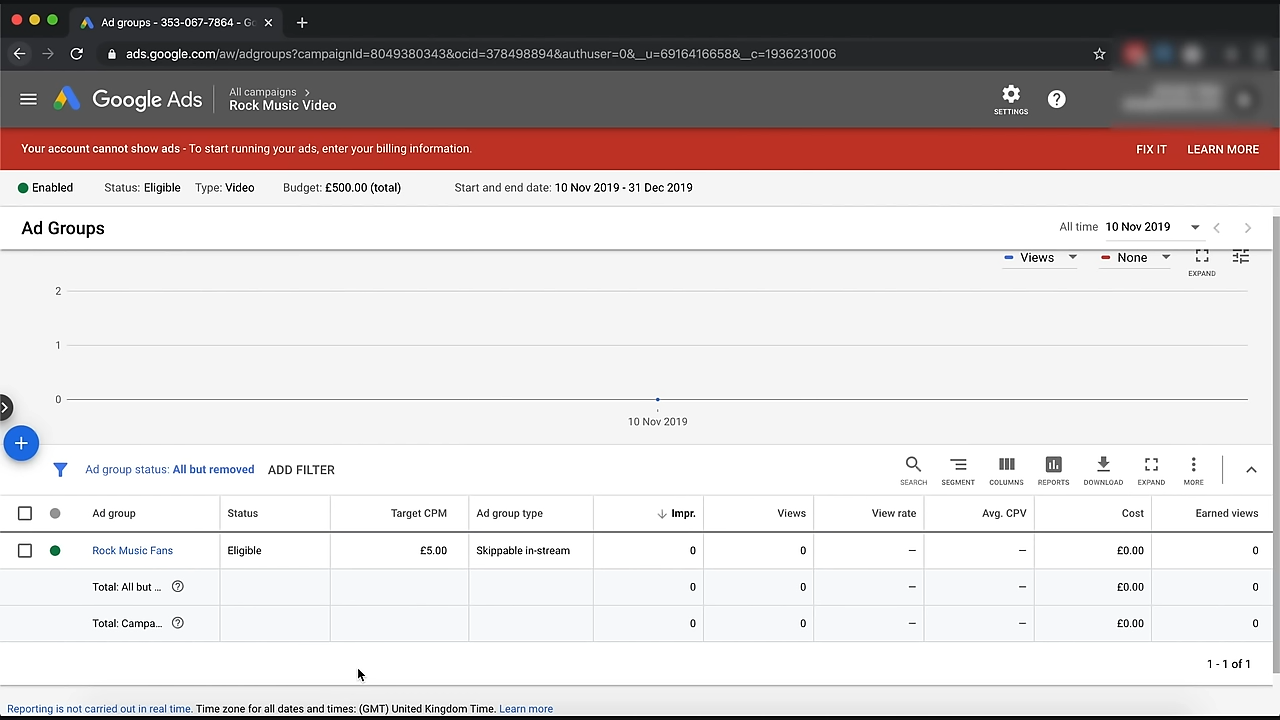 Ad groups - 353-067-7864 - Go
ads.google.com/aw/adgroups?campaignId=8049380343&ocid=378498894&authuser=0&__u=6916416658&__c=1936231006
Google Ads
All campaigns
Rock Music Video
SETTINGS
Your account cannot show ads - To start running your ads, enter your billing information.
FIX IT
LEARN MORE
Enabled
Status: Eligible
Type: Video
Budget: £500.00 (total)
Start and end date: 10 Nov 2019 - 31 Dec 2019
Ad Groups
All time 10 Nov 2019
Views
None
EXPAND
2
1
0
10 Nov 2019
Ad group status: All but removed
ADD FILTER
SEARCH
SEGMENT
COLUMNS
REPORTS
DOWNLOAD
EXPAND
MORE
Ad group Status Target CPM Ad group type Impr. Views View rate Avg. CPV Cost Earned views
Rock Music Fans Eligible £5.00 Skippable in-stream 0 0 – – £0.00 0
Total: All but ... 0 0 – – £0.00 0
Total: Campa... 0 0 – – £0.00 0
1 - 1 of 1
Reporting is not carried out in real time. Time zone for all dates and times: (GMT) United Kingdom Time. Learn more